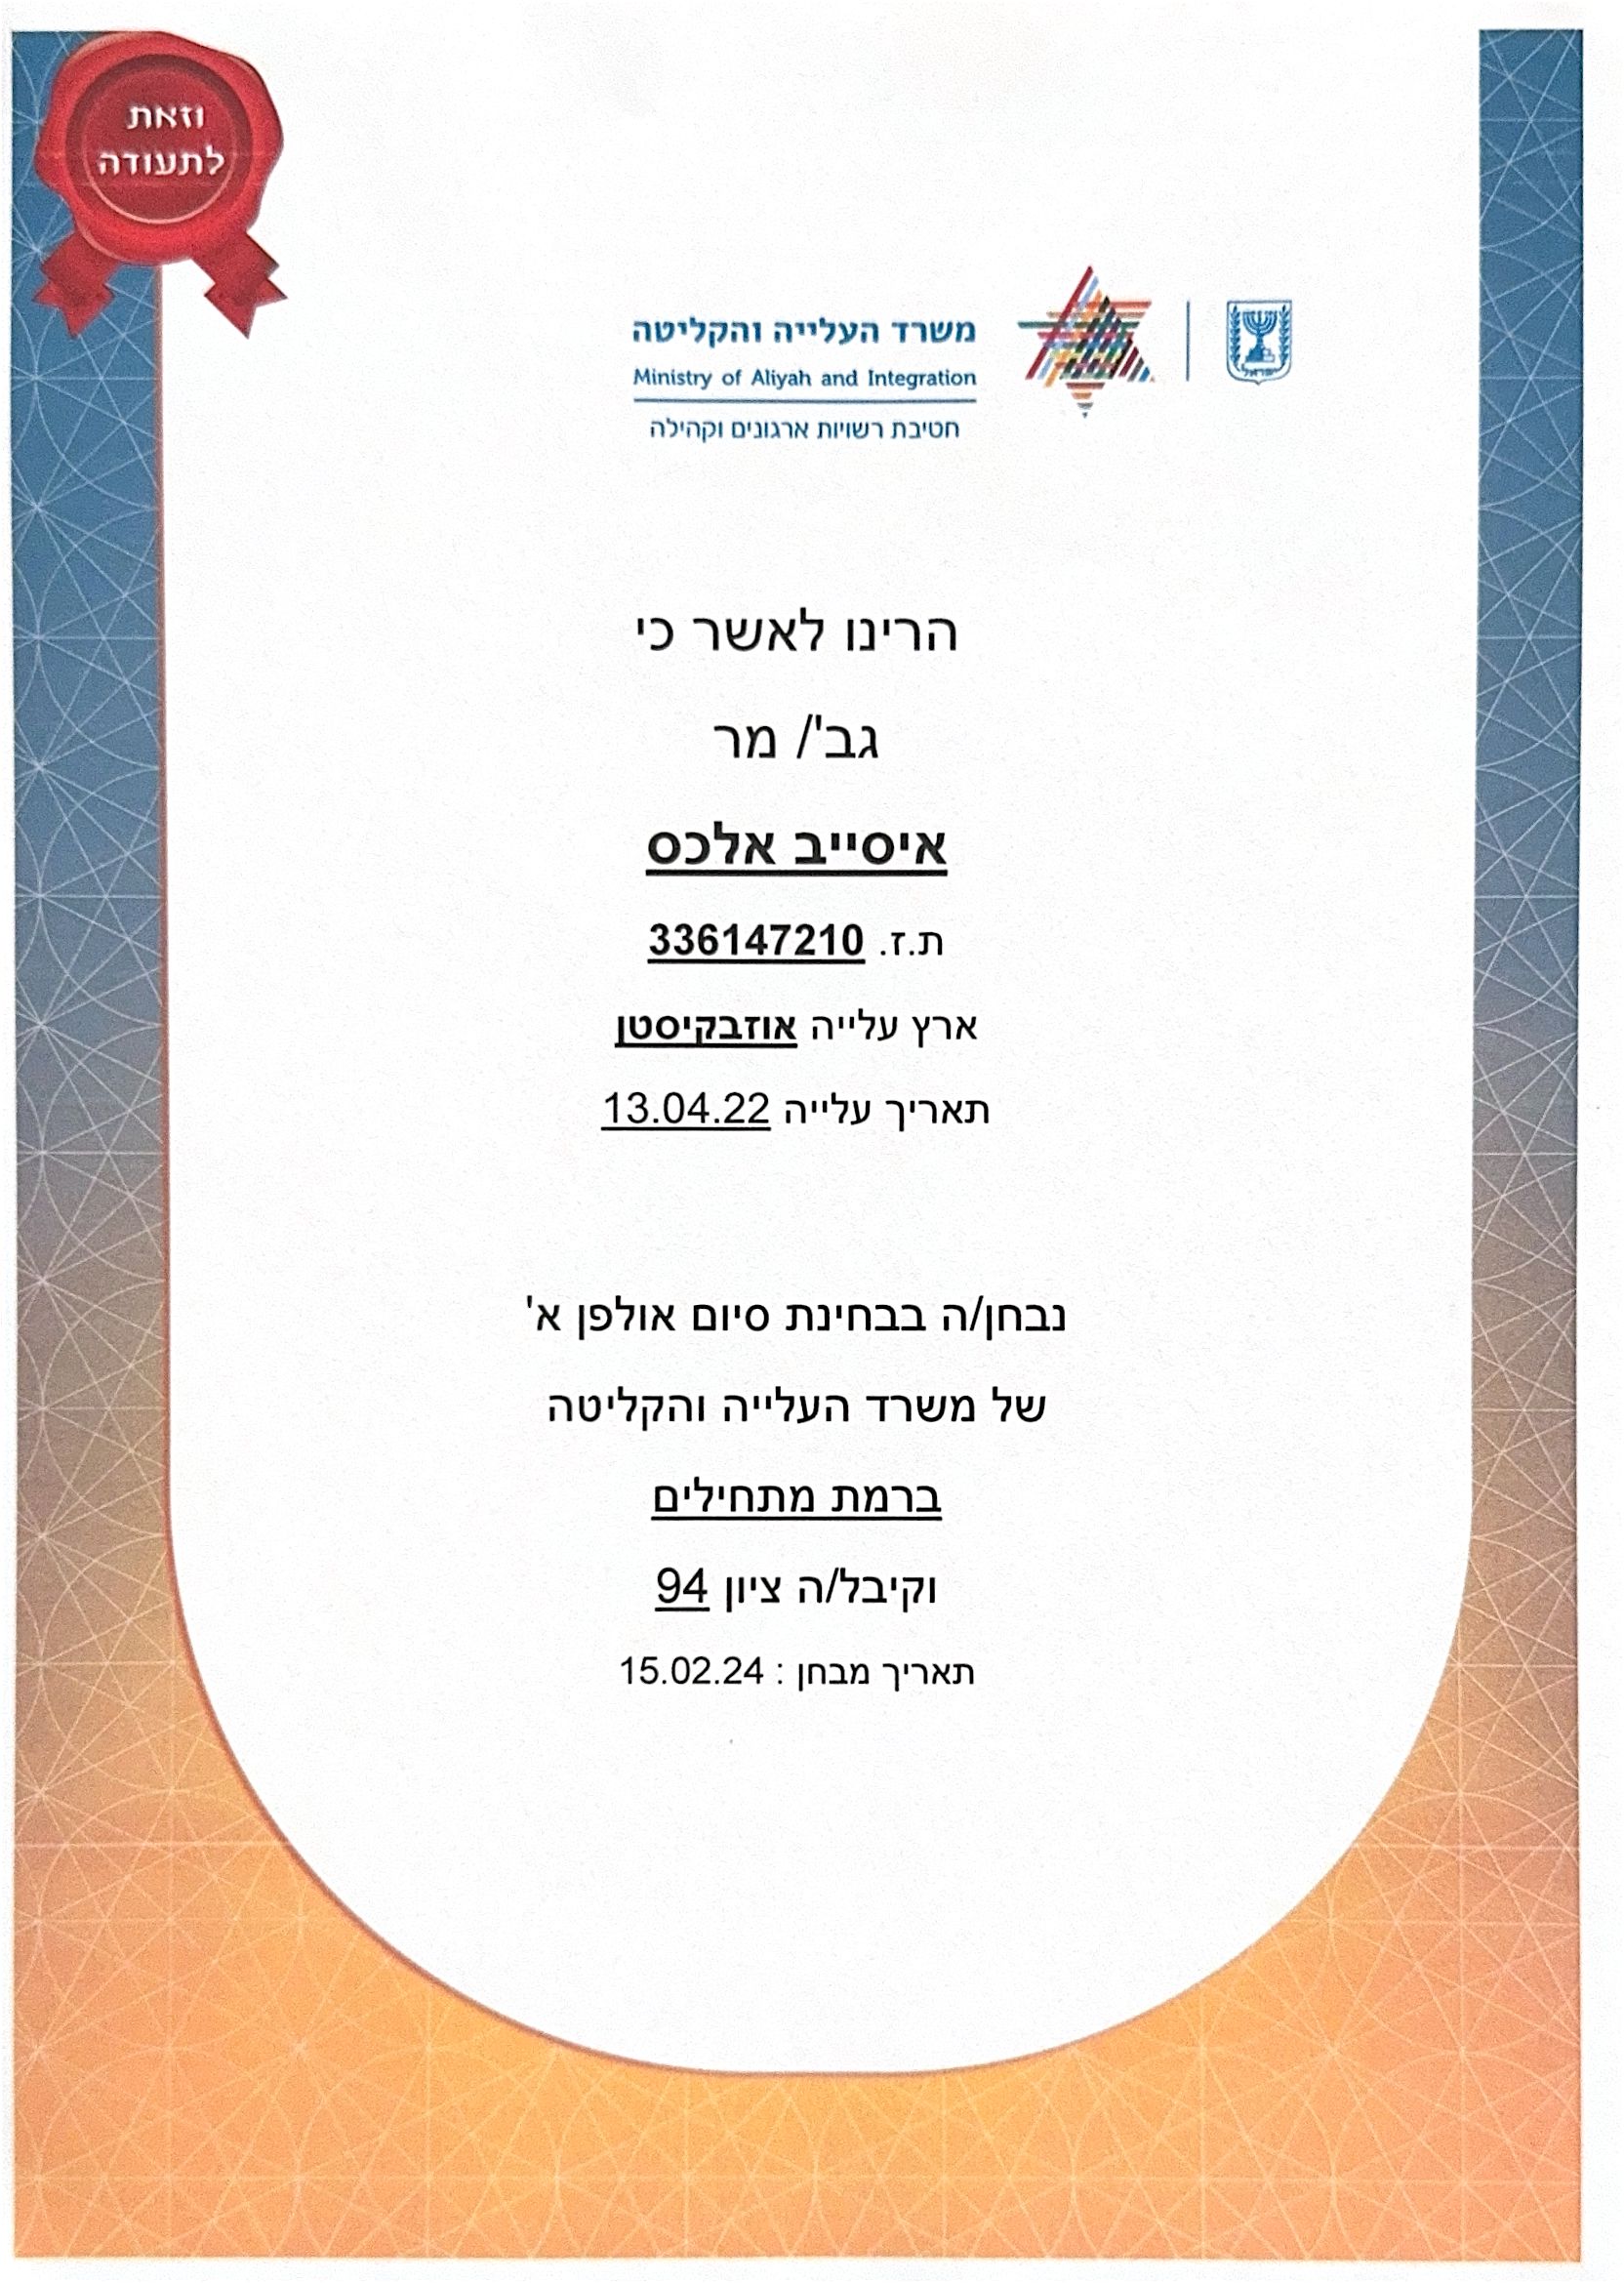 וזאת
לתעודה
משרד העלייה והקליטה
Ministry of Aliyah and Integration
חטיבת רשויות ארגונים וקהילה
ישראל
הרינו לאשר כי
גב'/ מר
איסייב אלכס
ת.ז. 336147210
ארץ עלייה אוזבקיסטן
תאריך עלייה 13.04.22
נבחן/ה בבחינת סיום אולפן א'
של משרד העלייה והקליטה
ברמת מתחילים
וקיבל/ה ציון 94
תאריך מבחן : 15.02.24